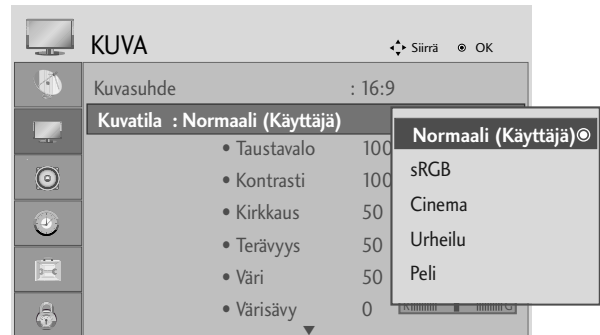 KUVA Siirrä OK
Kuvasuhde : 16:9
Kuvatila : Normaali (Käyttäjä)
• Taustavalo 100
• Kontrasti 100
• Kirkkaus 50
• Terävyys 50
• Väri 50
• Värisävy 0
Normaali (Käyttäjä)
sRGB
Cinema
Urheilu
Peli